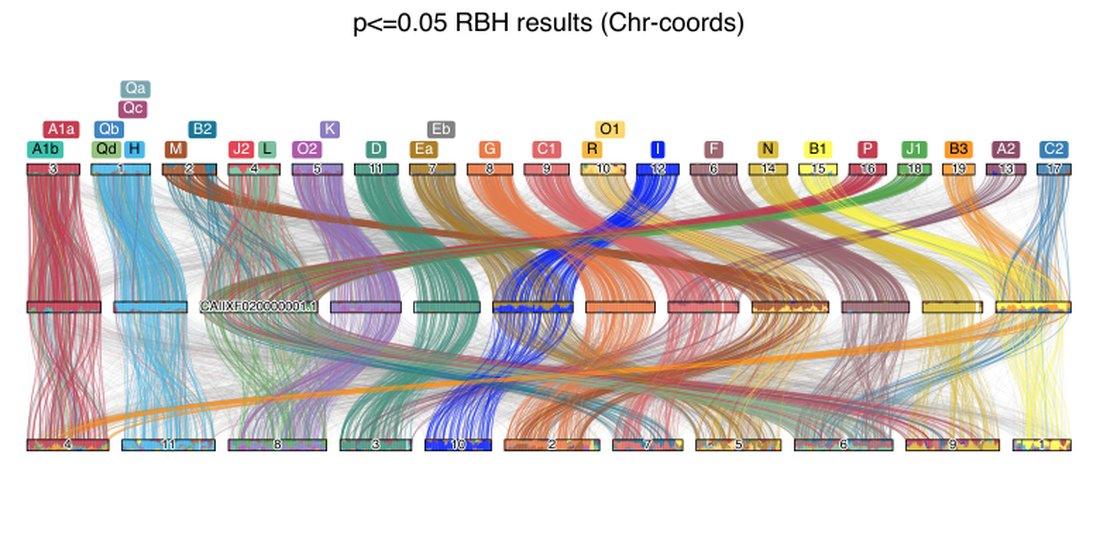 p<=0.05 RBH results (Chr-coords)
Qa
Qc
A1a Qb B2 K Eb O1
A1b Qd H M J2 L O2 D Ea G C1 R I F N B1 P J1 B3 A2 C2
3 1 2 4 5 11 7 8 9 10 12 6 14 15 16 18 19 13 17
CAIIXF020000001.1
4 11 8 3 10 2 7 5 6 9 1